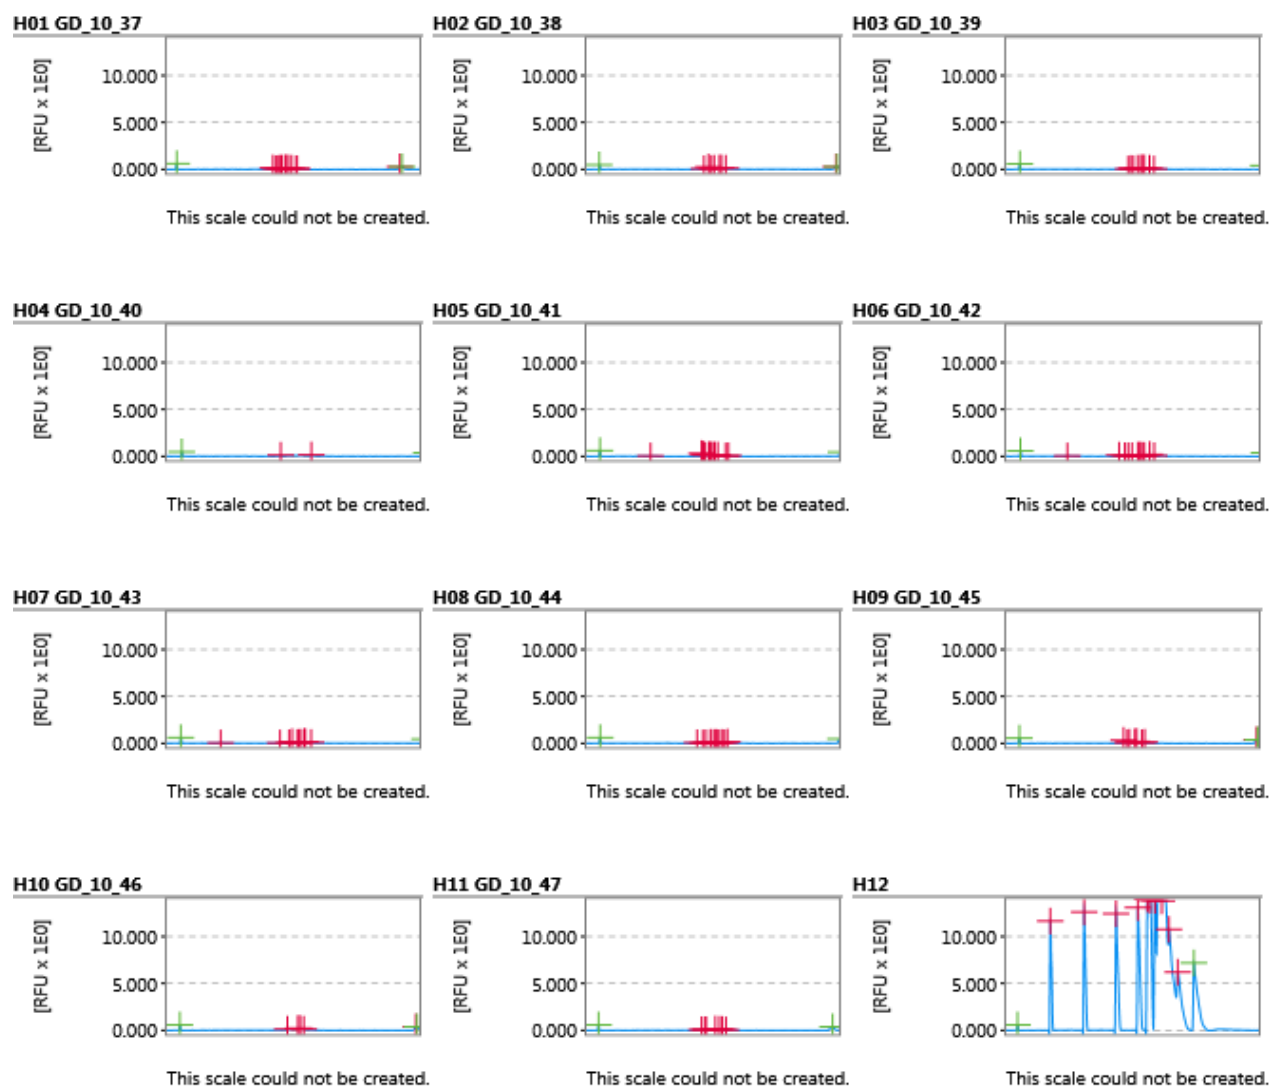 H01 GD_10_37 H02 GD_10_38 H03 GD_10_39
[RFU x 1E0] [RFU x 1E0] [RFU x 1E0]
10.000 10.000 10.000
5.000 5.000 5.000
0.000 0.000 0.000
This scale could not be created. This scale could not be created. This scale could not be created.
H04 GD_10_40 H05 GD_10_41 H06 GD_10_42
[RFU x 1E0] [RFU x 1E0] [RFU x 1E0]
10.000 10.000 10.000
5.000 5.000 5.000
0.000 0.000 0.000
This scale could not be created. This scale could not be created. This scale could not be created.
H07 GD_10_43 H08 GD_10_44 H09 GD_10_45
[RFU x 1E0] [RFU x 1E0] [RFU x 1E0]
10.000 10.000 10.000
5.000 5.000 5.000
0.000 0.000 0.000
This scale could not be created. This scale could not be created. This scale could not be created.
H10 GD_10_46 H11 GD_10_47 H12
[RFU x 1E0] [RFU x 1E0] [RFU x 1E0]
10.000 10.000 10.000
5.000 5.000 5.000
0.000 0.000 0.000
This scale could not be created. This scale could not be created. This scale could not be created.